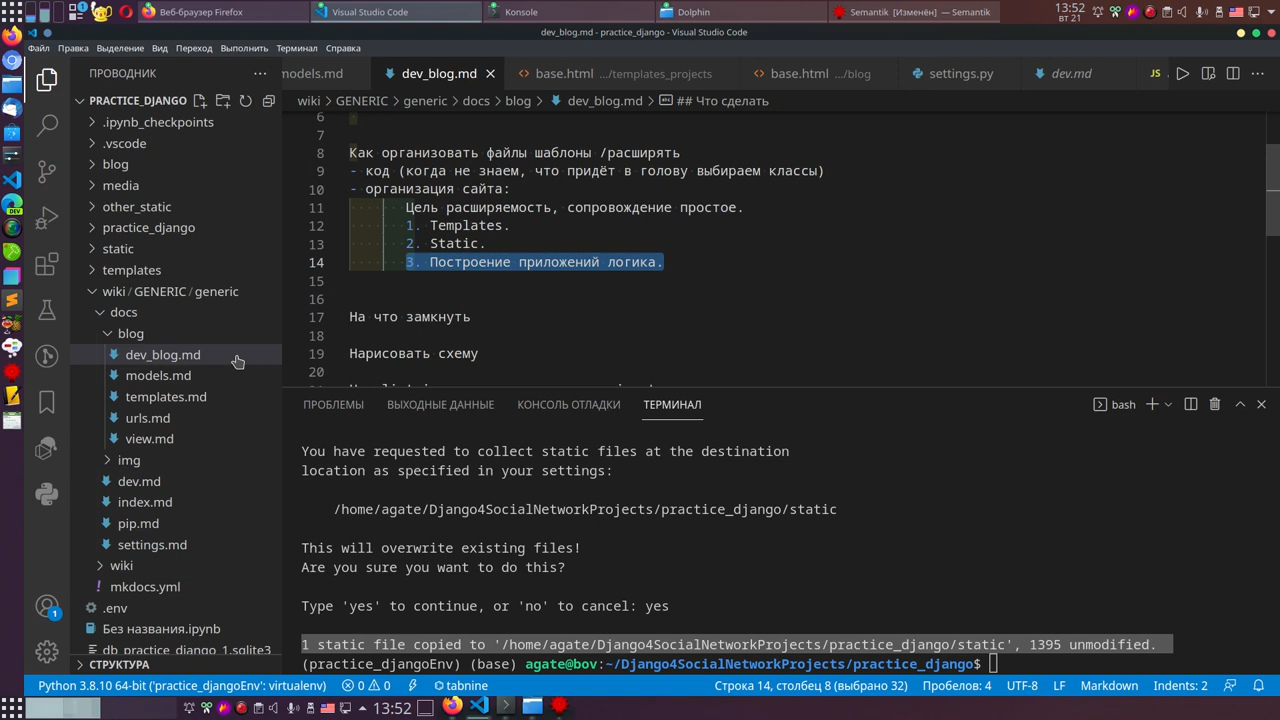 Веб-браузер Firefox
Visual Studio Code
Konsole
Dolphin
Semantik [Изменён] — Semantik
13:52
вт 21
dev_blog.md - practice_django - Visual Studio Code
Файл Правка Выделение Вид Переход Выполнить Терминал Справка
ПРОВОДНИК
models.md
dev_blog.md
base.html .../templates_projects
base.html .../blog
settings.py
dev.md
JS
PRACTICE_DJANGO
wiki > GENERIC > generic > docs > blog > dev_blog.md > ## Что сделать
.ipynb_checkpoints
.vscode
blog
media
other_static
practice_django
static
templates
wiki / GENERIC / generic
docs
blog
dev_blog.md
models.md
templates.md
urls.md
view.md
img
dev.md
index.md
pip.md
settings.md
wiki
mkdocs.yml
.env
Без названия.ipynb
db_practice_django_1.sqlite3
СТРУКТУРА
6
7
8 Как организовать файлы шаблоны /расширять
9 - код (когда не знаем, что придёт в голову выбираем классы)
10 - организация сайта:
11 Цель расширяемость, сопровождение простое.
12 1. Templates.
13 2. Static.
14 3. Построение приложений логика.
15
16
17 На что замкнуть
18
19 Нарисовать схему
20
ПРОБЛЕМЫ ВЫХОДНЫЕ ДАННЫЕ КОНСОЛЬ ОТЛАДКИ ТЕРМИНАЛ
bash
You have requested to collect static files at the destination
location as specified in your settings:
/home/agate/Django4SocialNetworkProjects/practice_django/static
This will overwrite existing files!
Are you sure you want to do this?
Type 'yes' to continue, or 'no' to cancel: yes
1 static file copied to '/home/agate/Django4SocialNetworkProjects/practice_django/static', 1395 unmodified.
(practice_djangoEnv) (base) agate@bov:~/Django4SocialNetworkProjects/practice_django$
1
Python 3.8.10 64-bit ('practice_djangoEnv': virtualenv) 0 0 tabnine
Строка 14, столбец 8 (выбрано 32) Пробелов: 4 UTF-8 LF Markdown Indents: 2
13:52